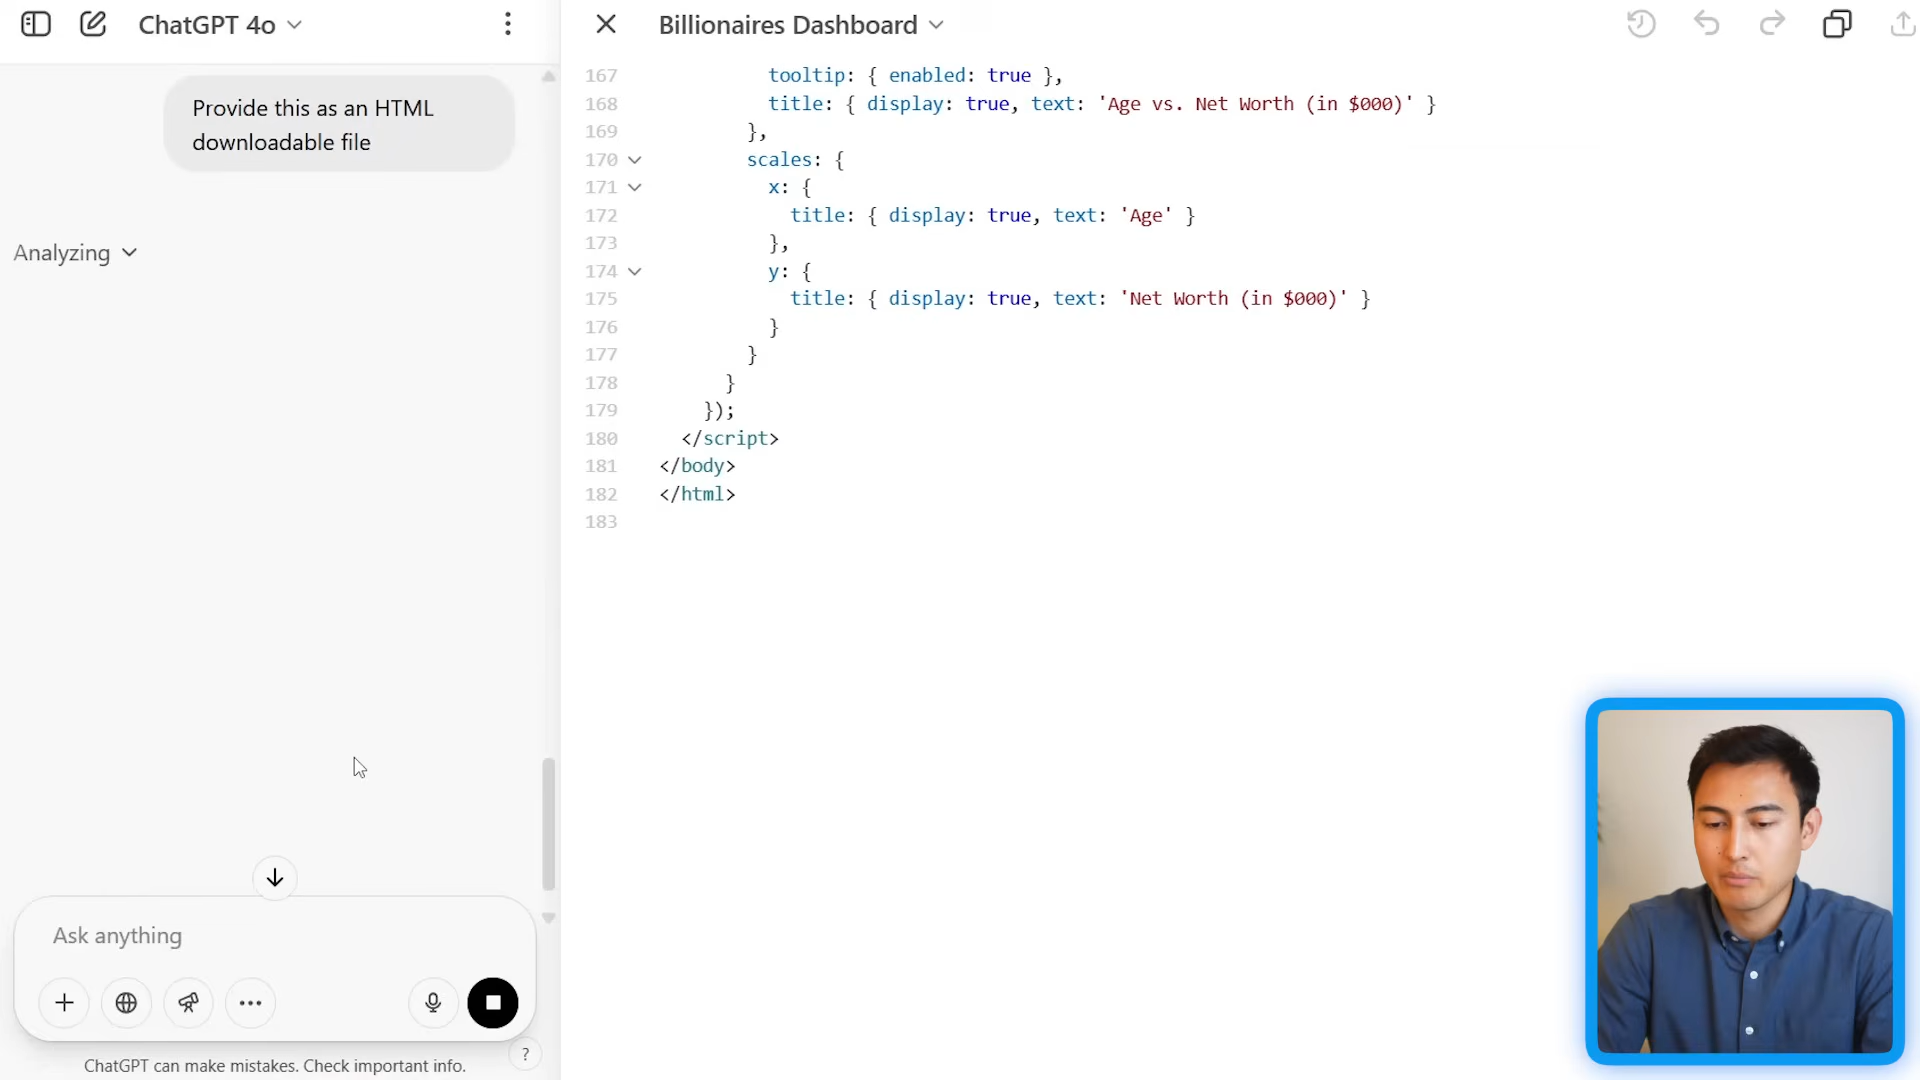 ChatGPT 4o
Provide this as an HTML
downloadable file
Analyzing
Ask anything
ChatGPT can make mistakes. Check important info.
?
Billionaires Dashboard
167 tooltip: { enabled: true },
168 title: { display: true, text: 'Age vs. Net Worth (in $000)' }
169 },
170 scales: {
171 x: {
172 title: { display: true, text: 'Age' }
173 },
174 y: {
175 title: { display: true, text: 'Net Worth (in $000)' }
176 }
177 }
178 }
179 });
180 </script>
181 </body>
182 </html>
183